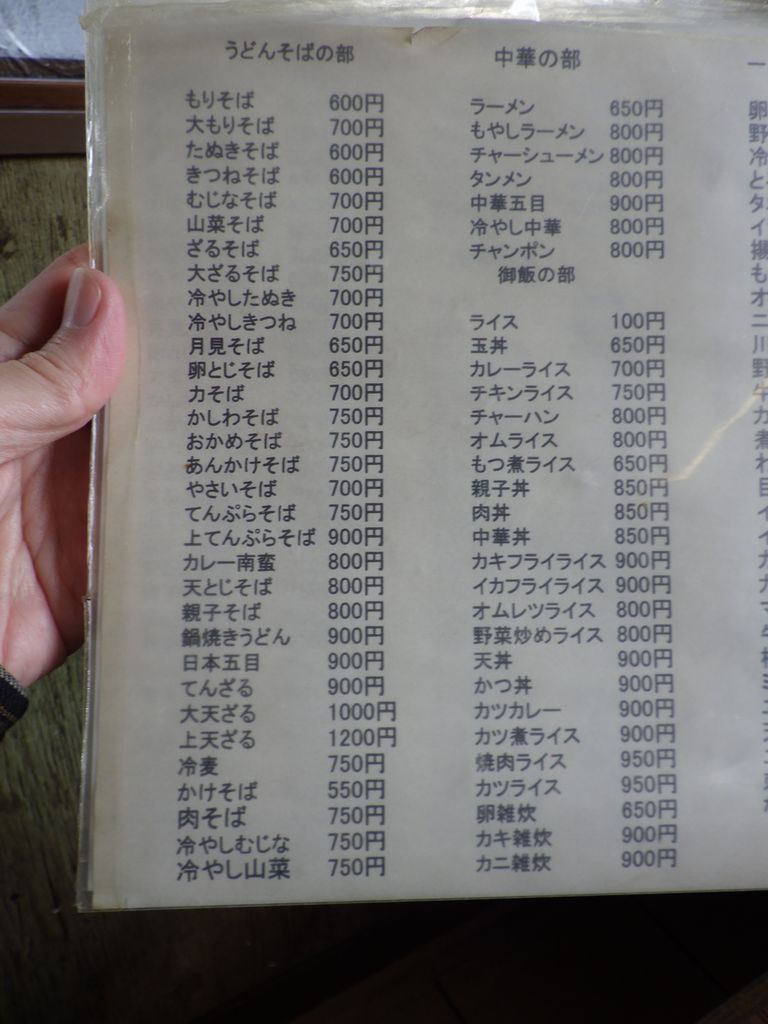 うどんそばの部
もりそば 600円
大もりそば 700円
たぬきそば 600円
きつねそば 600円
むじなそば 700円
山菜そば 700円
ざるそば 650円
大ざるそば 750円
冷やしたぬき 700円
冷やしきつね 700円
月見そば 650円
卵とじそば 650円
力そば 700円
かしわそば 750円
おかめそば 750円
あんかけそば 750円
やさいそば 700円
てんぷらそば 750円
上てんぷらそば 900円
カレー南蛮 800円
天とじそば 800円
親子そば 800円
鍋焼きうどん 900円
日本五目 900円
てんざる 900円
大天ざる 1000円
上天ざる 1200円
冷麦 750円
かけそば 550円
肉そば 750円
冷やしむじな 750円
冷やし山菜 750円
中華の部
ラーメン 650円
もやしラーメン 800円
チャーシューメン 800円
タンメン 800円
中華五目 900円
冷やし中華 800円
チャンポン 800円
御飯の部
ライス 100円
玉丼 650円
カレーライス 700円
チキンライス 750円
チャーハン 800円
オムライス 800円
もつ煮ライス 650円
親子丼 850円
肉丼 850円
中華丼 850円
カキフライライス 900円
イカフライライス 900円
オムレツライス 800円
野菜炒めライス 800円
天丼 900円
かつ丼 900円
カツカレー 900円
カツ煮ライス 900円
焼肉ライス 950円
カツライス 950円
卵雑炊 650円
カキ雑炊 900円
カニ雑炊 900円